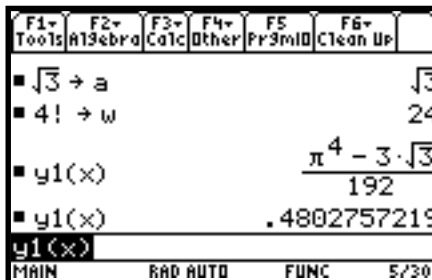 F1▾ F2▾ F3▾ F4▾ F5 F6▾
Tools Algebra Calc Other PrgmIO Clean Up
▪ √3 → a √3
▪ 4! → w 24
▪ y1(x) (π^4 - 3·√3)/192
▪ y1(x) .4802757219
y1(x)
MAIN RAD AUTO FUNC 5/30